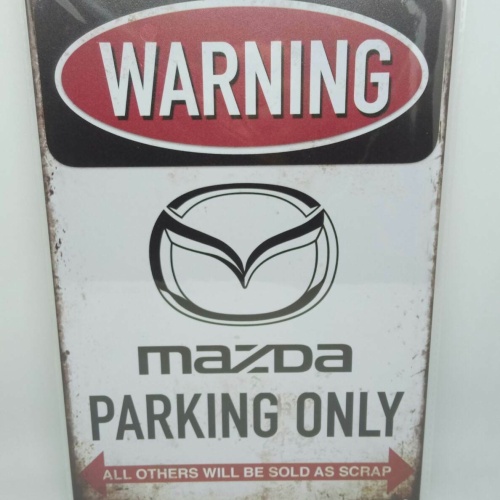 WARNING
mazda
PARKING ONLY
ALL OTHERS WILL BE SOLD AS SCRAP